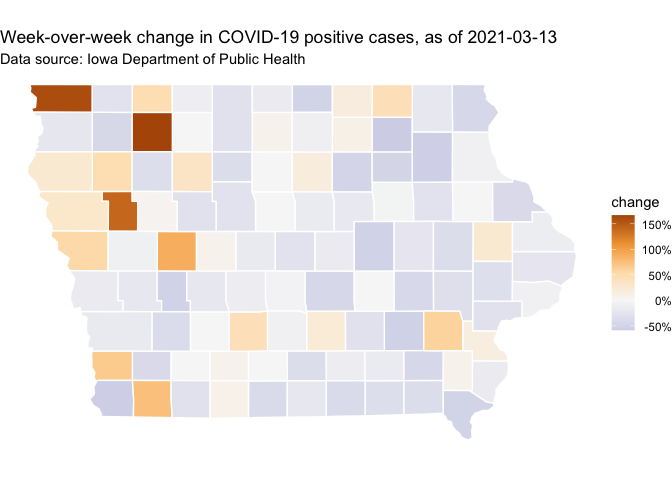 Week-over-week change in COVID-19 positive cases, as of 2021-03-13
Data source: Iowa Department of Public Health
change
150%
100%
50%
0%
-50%